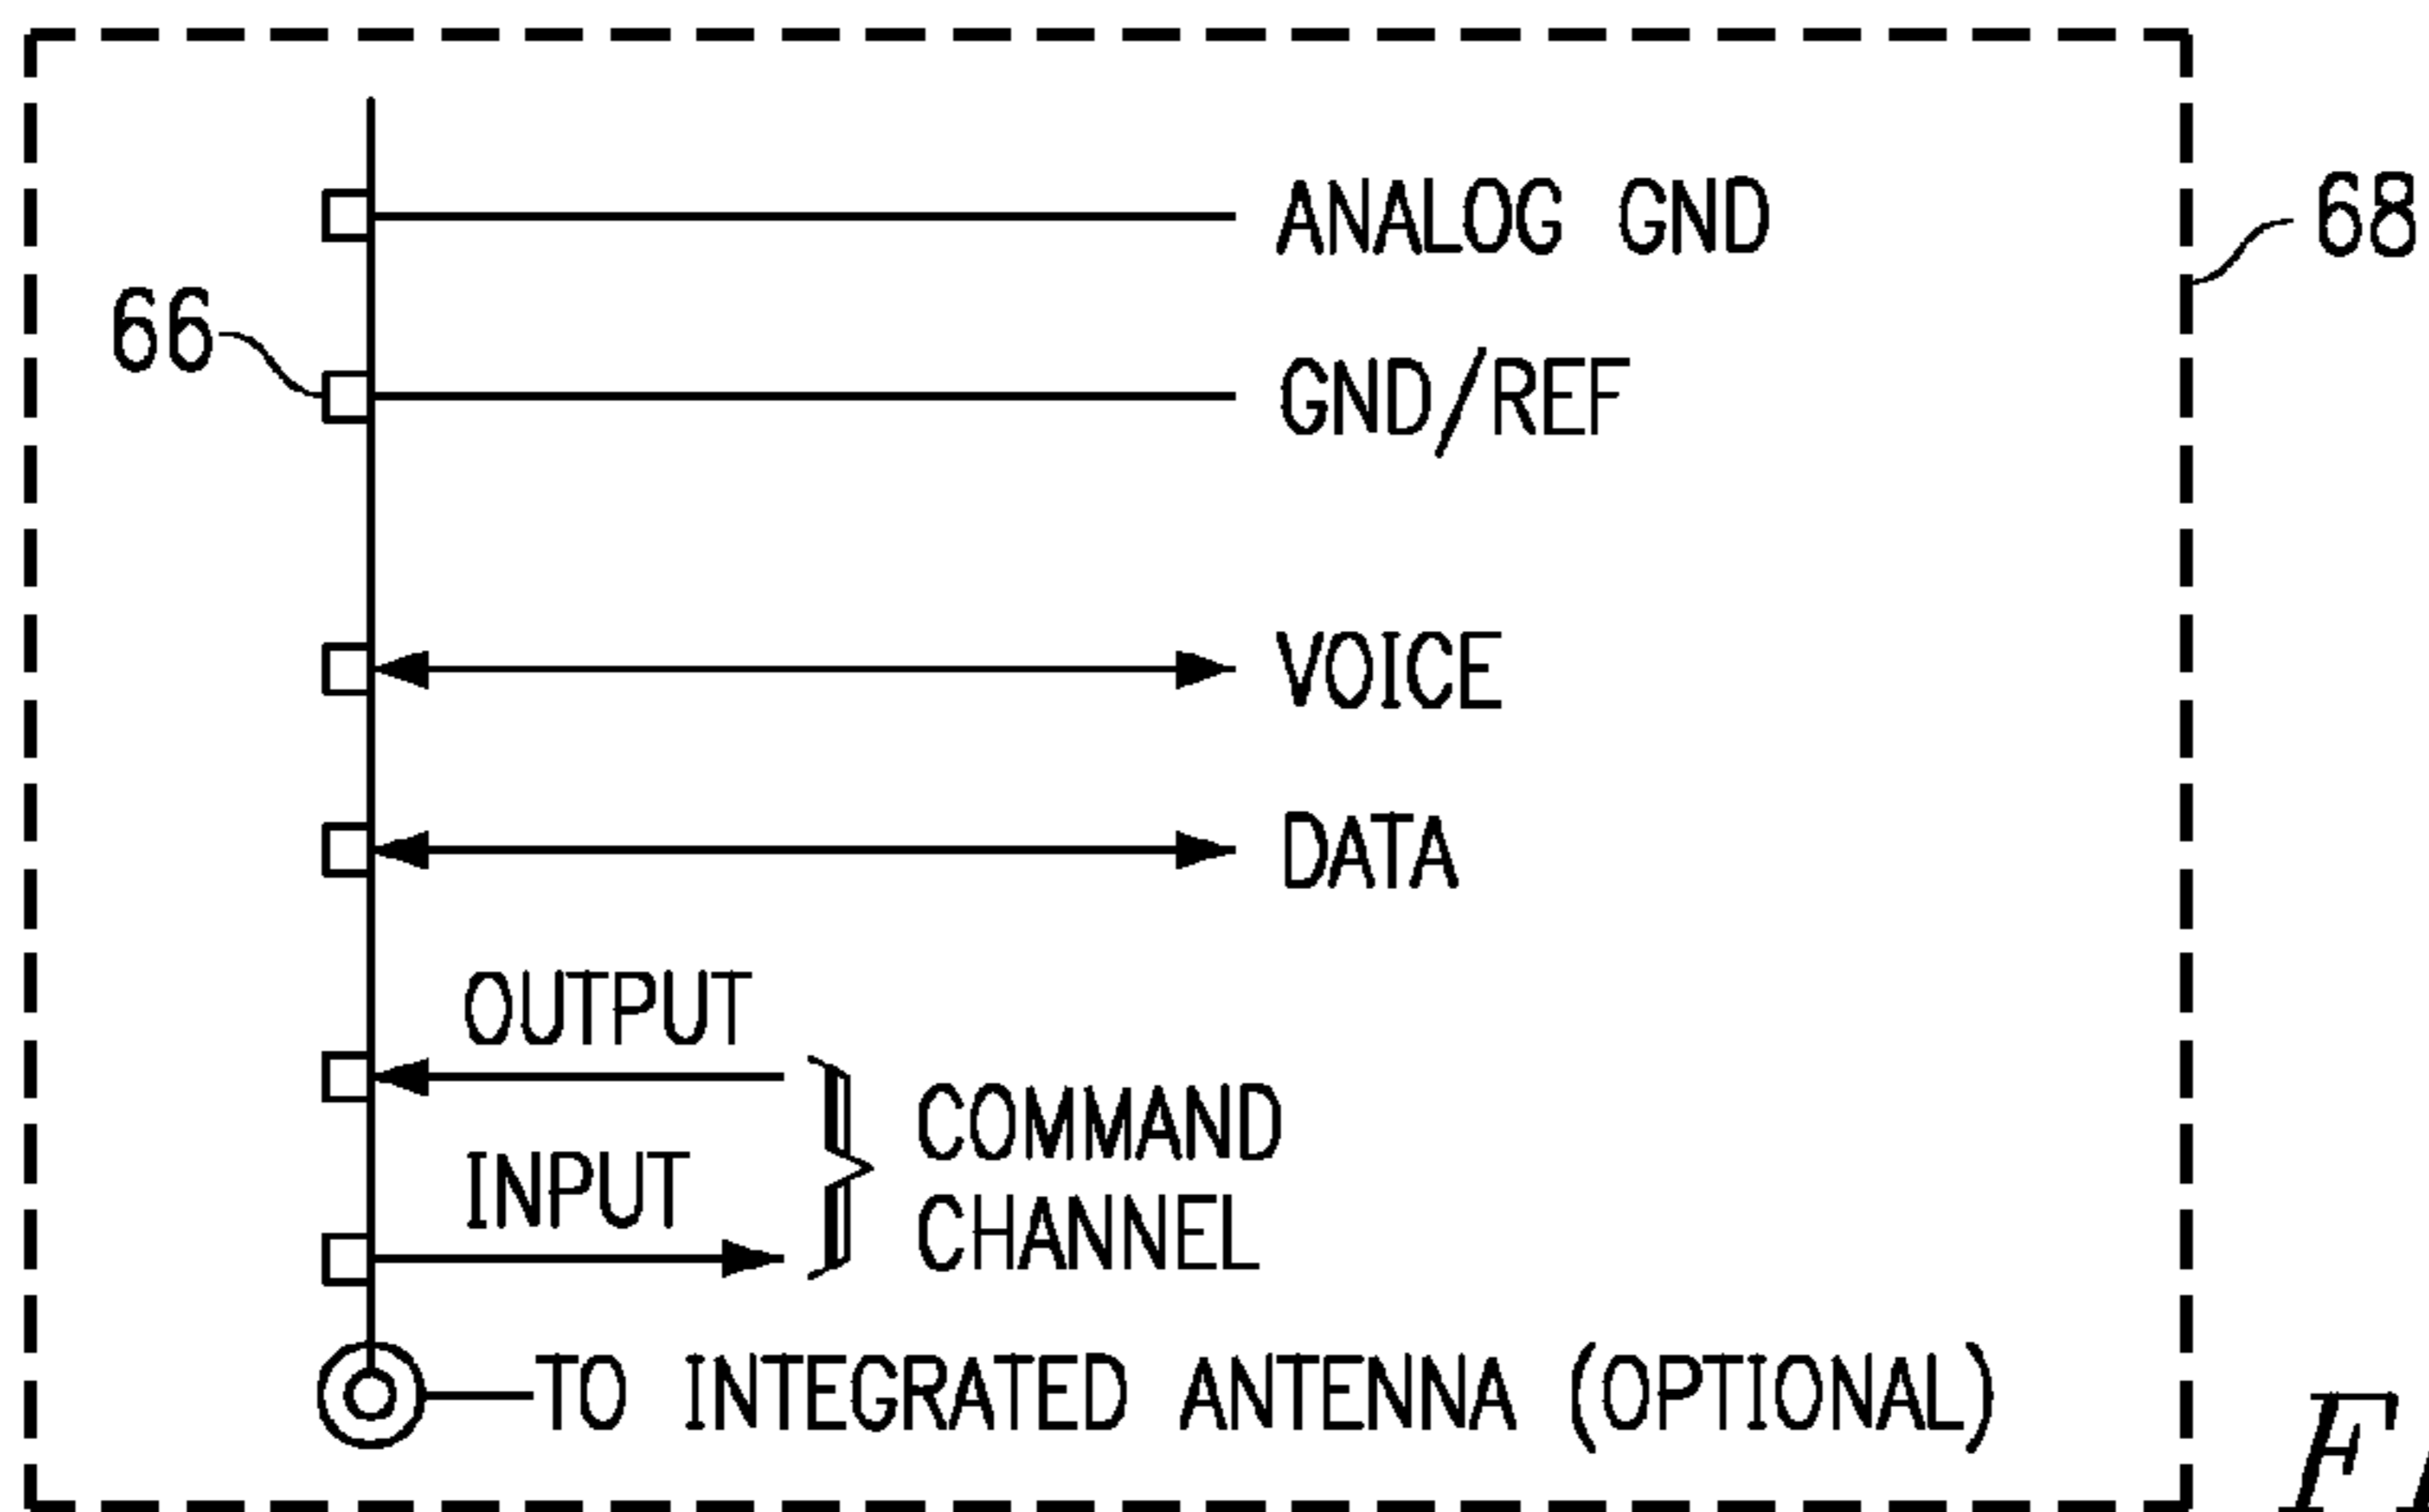 ANALOG GND
68
66
GND/REF
VOICE
DATA
OUTPUT
COMMAND
INPUT
CHANNEL
TO INTEGRATED ANTENNA (OPTIONAL)